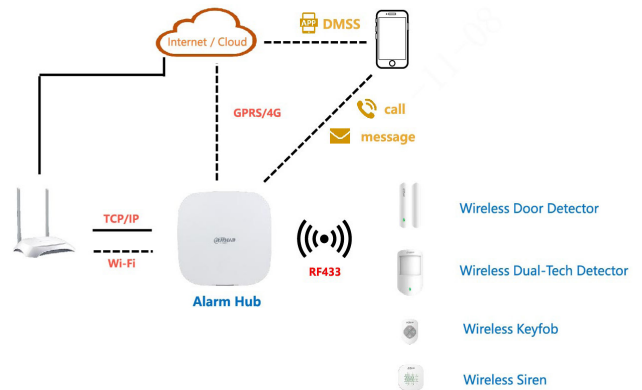 Internet / Cloud
APP DMSS
GPRS/4G
call
message
TCP/IP
Wi-Fi
alhua
RF433
Alarm Hub
Wireless Door Detector
Wireless Dual-Tech Detector
Wireless Keyfob
Wireless Siren